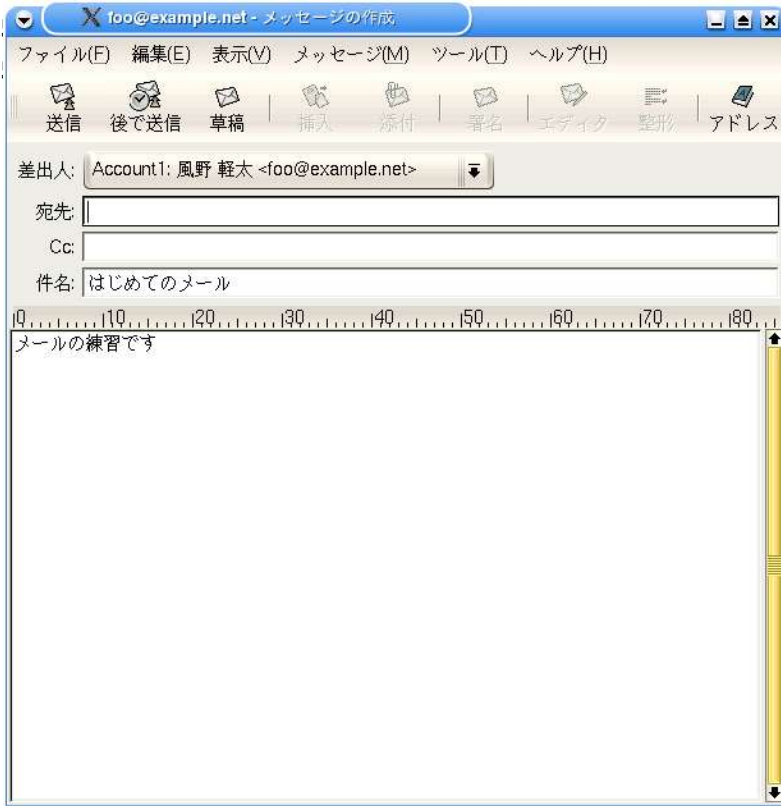 foo@example.net - メッセージの作成
ファイル(F) 編集(E) 表示(V) メッセージ(M) ツール(T) ヘルプ(H)
送信 後で送信 草稿 挿入 添付 署名 エディタ 整形 アドレス
差出人: Account1: 風野 軽太 <foo@example.net>
宛先:
Cc:
件名: はじめてのメール
0 10 20 30 40 50 60 70 80
メールの練習です